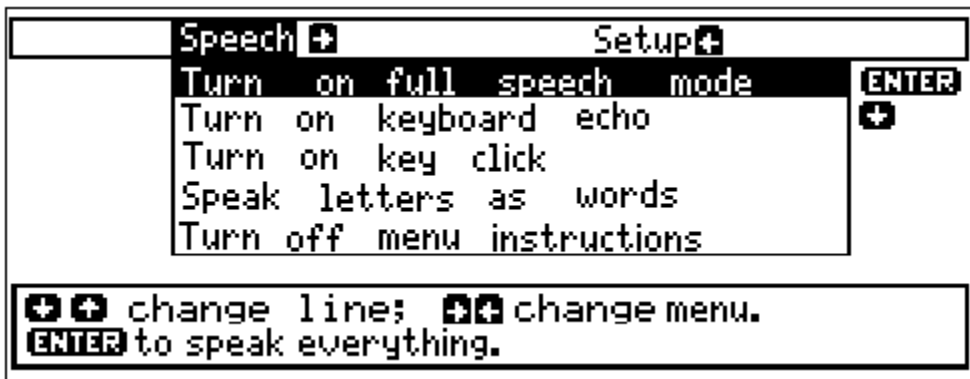 Speech → Setup ←
Turn on full speech mode ENTER
Turn on keyboard echo ↓
Turn on key click
Speak letters as words
Turn off menu instructions
↓ ↑ change line; → ← change menu.
ENTER to speak everything.